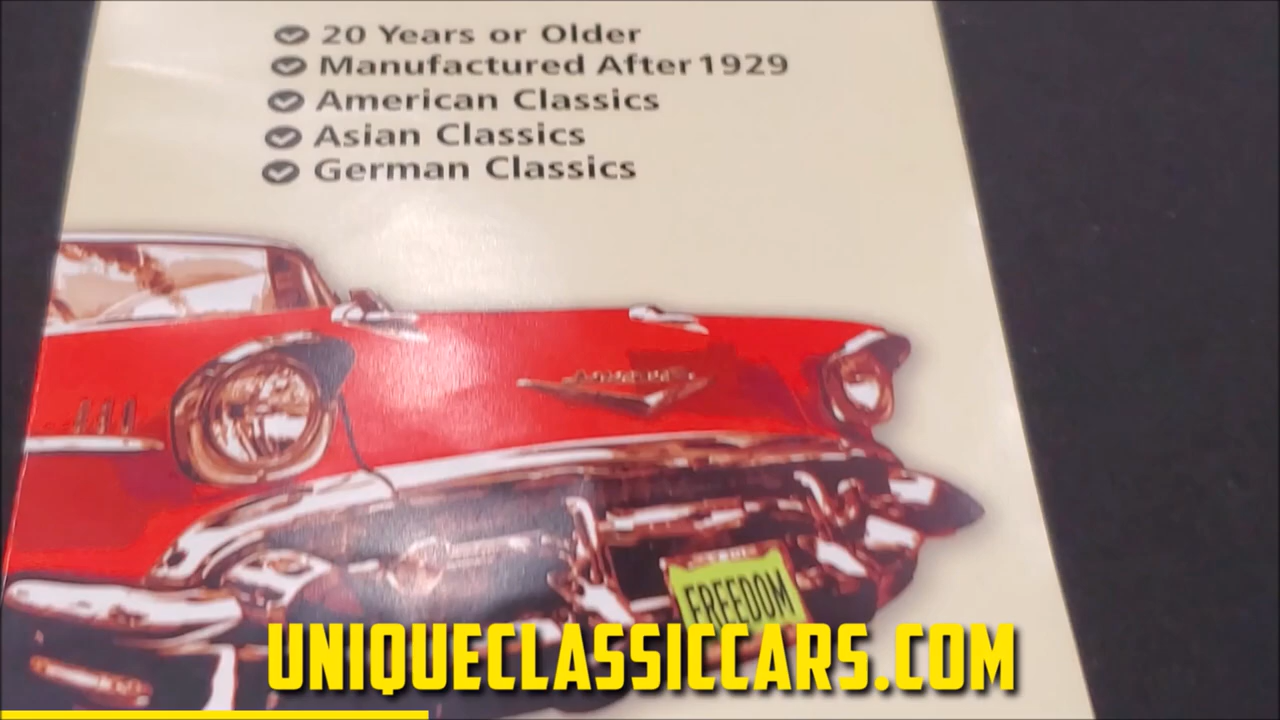 20 Years or Older
Manufactured After 1929
American Classics
Asian Classics
German Classics
FREEDOM
UNIQUECLASSICCARS.COM